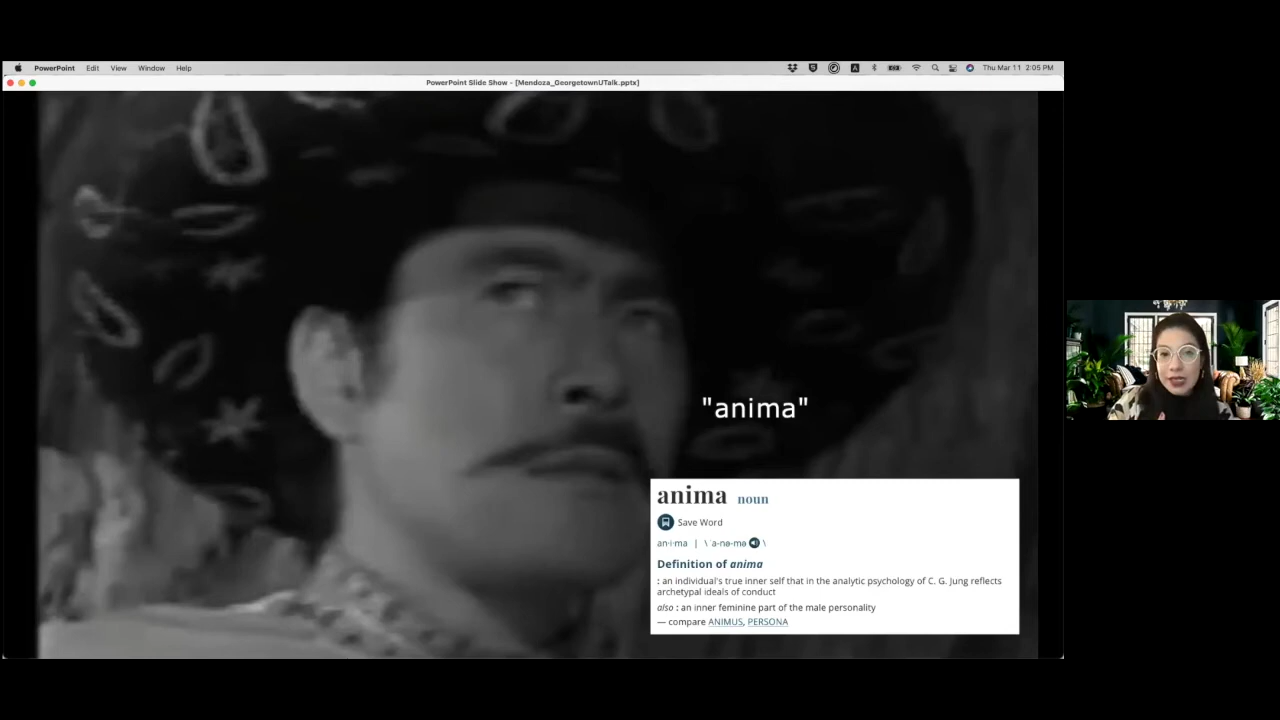 PowerPoint Edit View Window Help Thu Mar 11 2:05 PM
PowerPoint Slide Show - [Mendoza_GeorgetownUTalk.pptx]
"anima"
anima noun
Save Word
an·i·ma | \ ˈa-nə-mə \
Definition of anima
: an individual's true inner self that in the analytic psychology of C. G. Jung reflects
archetypal ideals of conduct
also : an inner feminine part of the male personality
— compare ANIMUS, PERSONA